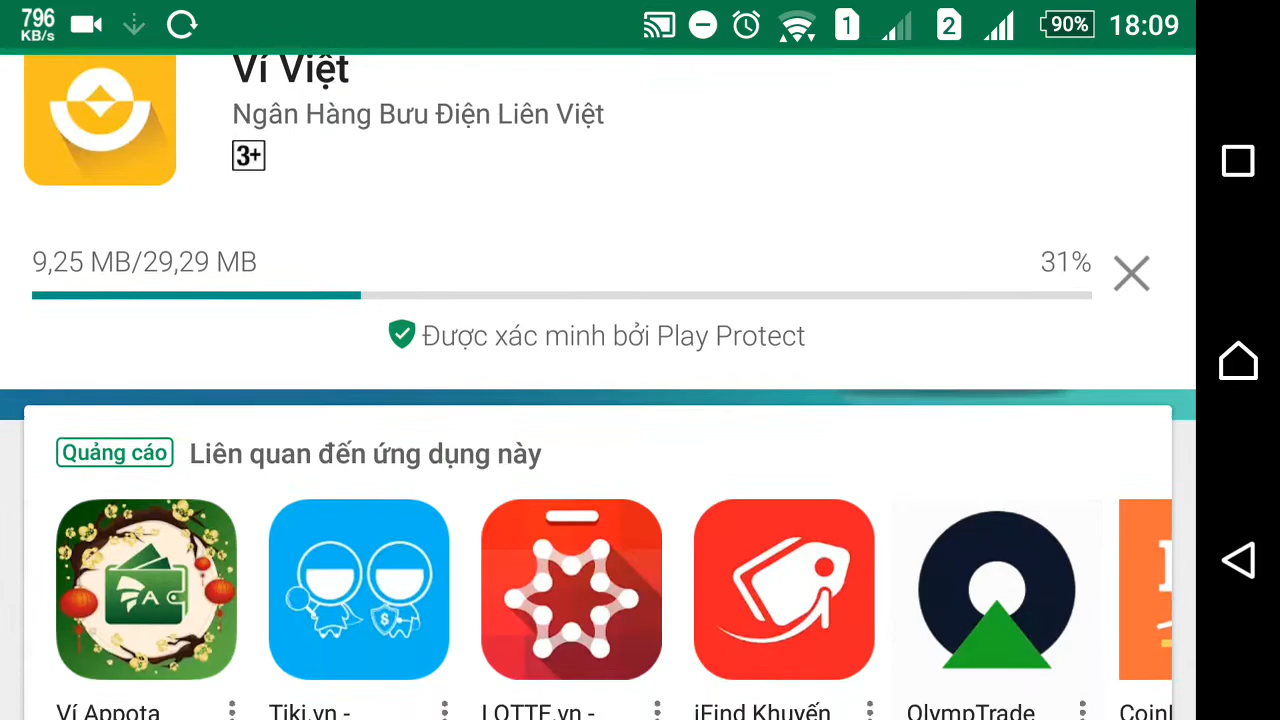 796
KB/s
1
2
90%
18:09
Ví Việt
Ngân Hàng Bưu Điện Liên Việt
3+
9,25 MB/29,29 MB
31%
Được xác minh bởi Play Protect
Quảng cáo
Liên quan đến ứng dụng này
A
$
Ví Appota
Tiki.vn -
LOTTE.vn -
iFind Khuyến
OlympTrade